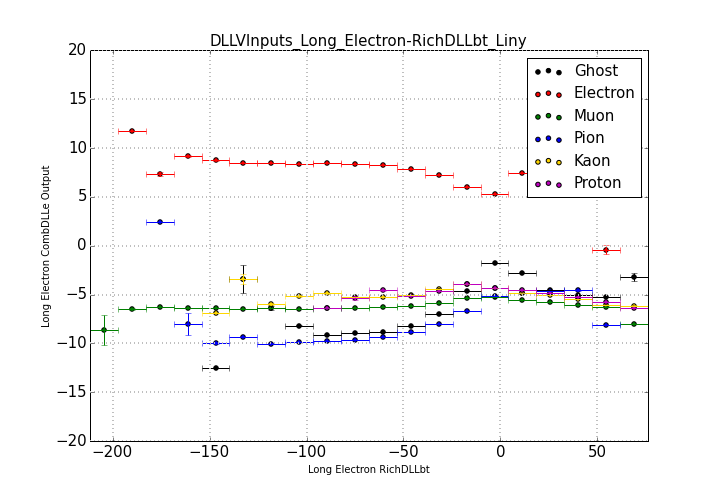 DLLVInputs_Long_Electron-RichDLLbt_Liny
20
15
10
5
0
−5
−10
−15
−20
Long Electron CombDLLe Output
Ghost
Electron
Muon
Pion
Kaon
Proton
−200 −150 −100 −50 0 50
Long Electron RichDLLbt